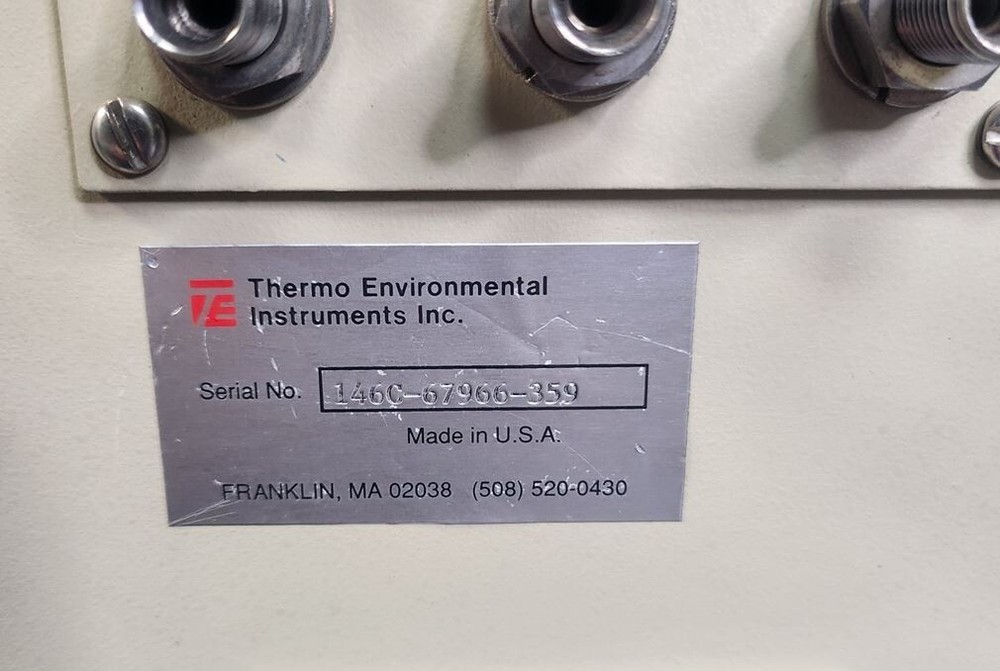 TE
Thermo Environmental
Instruments Inc.
Serial No. 146C-67966-359
Made in U.S.A.
FRANKLIN, MA 02038 (508) 520-0430